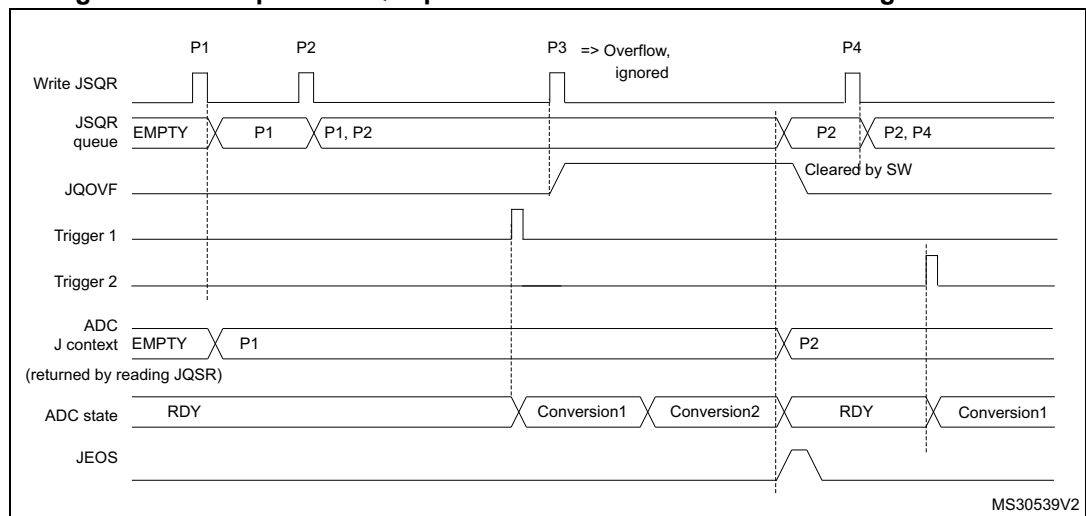 P1 P2 P3 => Overflow, P4
ignored
Write JSQR
JSQR
queue EMPTY P1 P1, P2 P2 P2, P4
Cleared by SW
JQOVF
Trigger 1
Trigger 2
ADC
J context EMPTY P1 P2
(returned by reading JQSR)
ADC state RDY Conversion1 Conversion2 RDY Conversion1
JEOS
MS30539V2